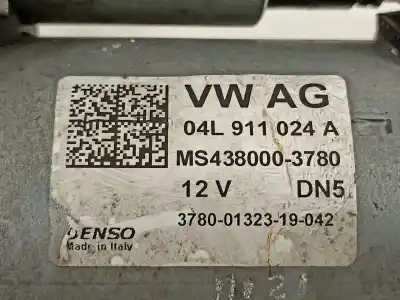 VW AG
04L 911 024 A
MS438000-3780
12 V DN5
3780-01323-19-042
DENSO
Made in Italy